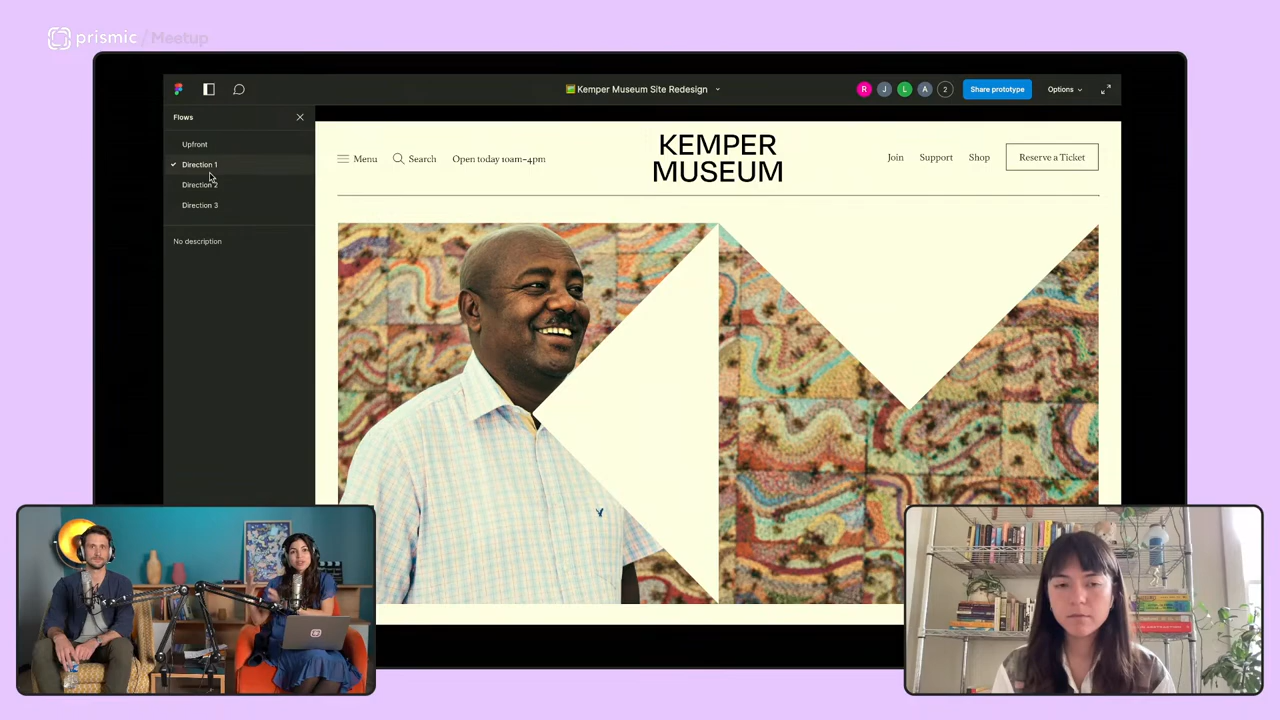 prismic / Meetup
Kemper Museum Site Redesign
R J L A 2
Share prototype
Options
Flows
Upfront
Direction 1
Direction 2
Direction 3
No description
Menu
Search
Open today 10am–4pm
KEMPER
MUSEUM
Join
Support
Shop
Reserve a Ticket